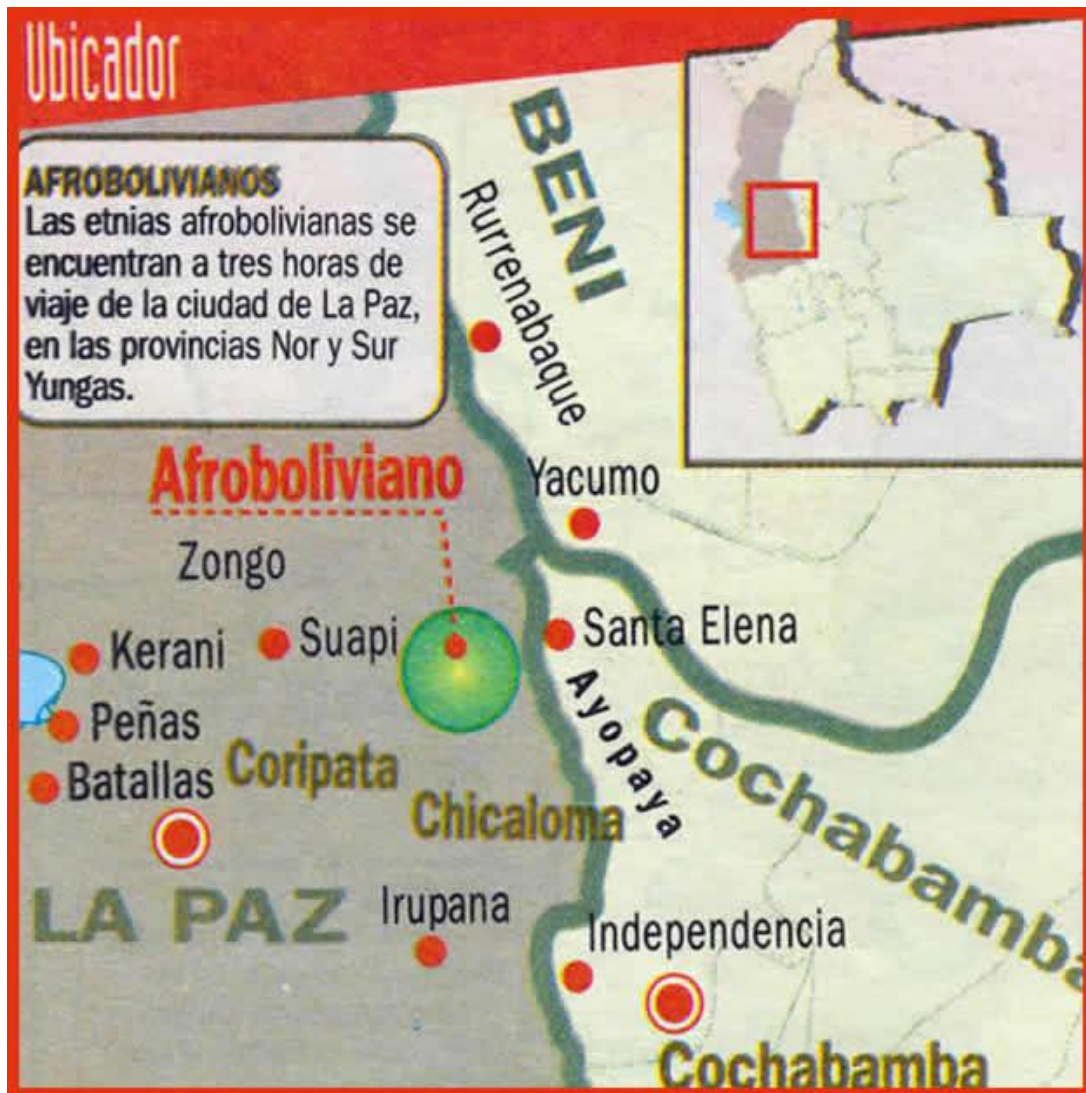 Ubicador
AFROBOLIVIANOS
Las etnias afrobolivianas se
encuentran a tres horas de
viaje de la ciudad de La Paz,
en las provincias Nor y Sur
Yungas.
BENI
Rurrenabaque
Afroboliviano
Yacumo
Zongo
Kerani
Suapi
Santa Elena
Peñas
Ayopaya
Cochabamba
Batallas
Coripata
Chicaloma
LA PAZ
Irupana
Independencia
Cochabamba